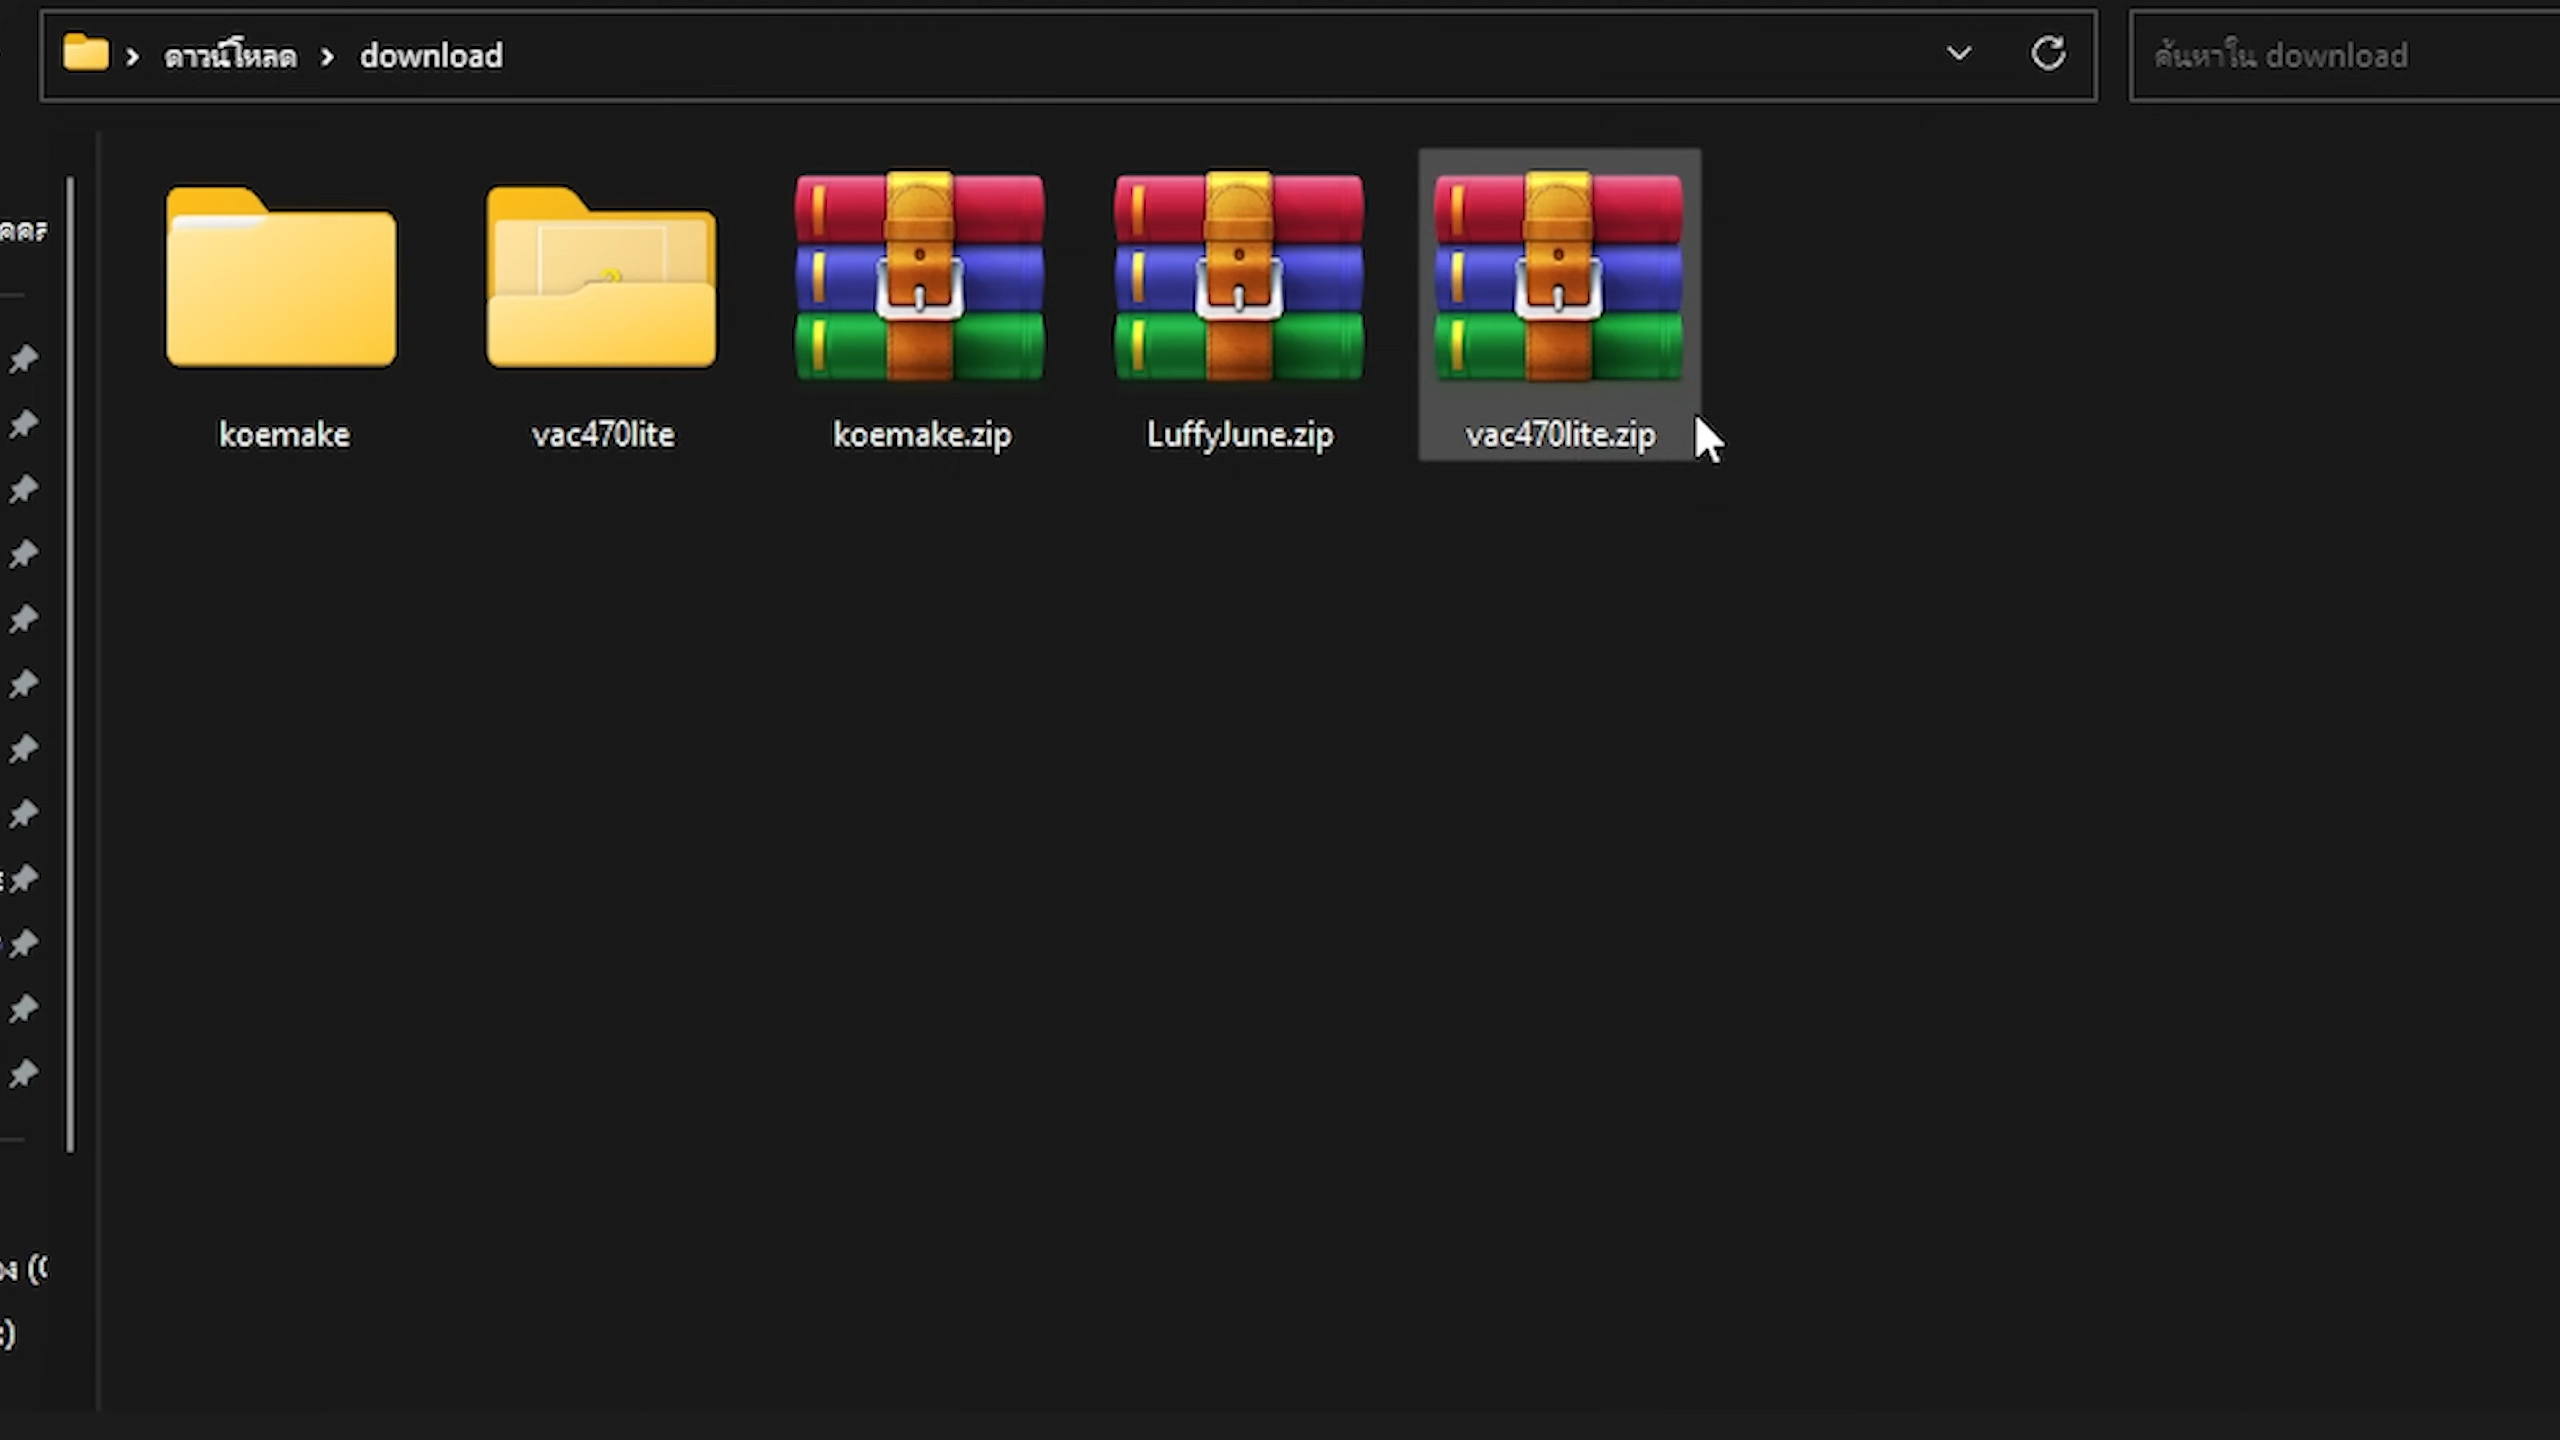 ดาวน์โหลด
download
ค้นหาใน download
koemake
vac470lite
koemake.zip
LuffyJune.zip
vac470lite.zip